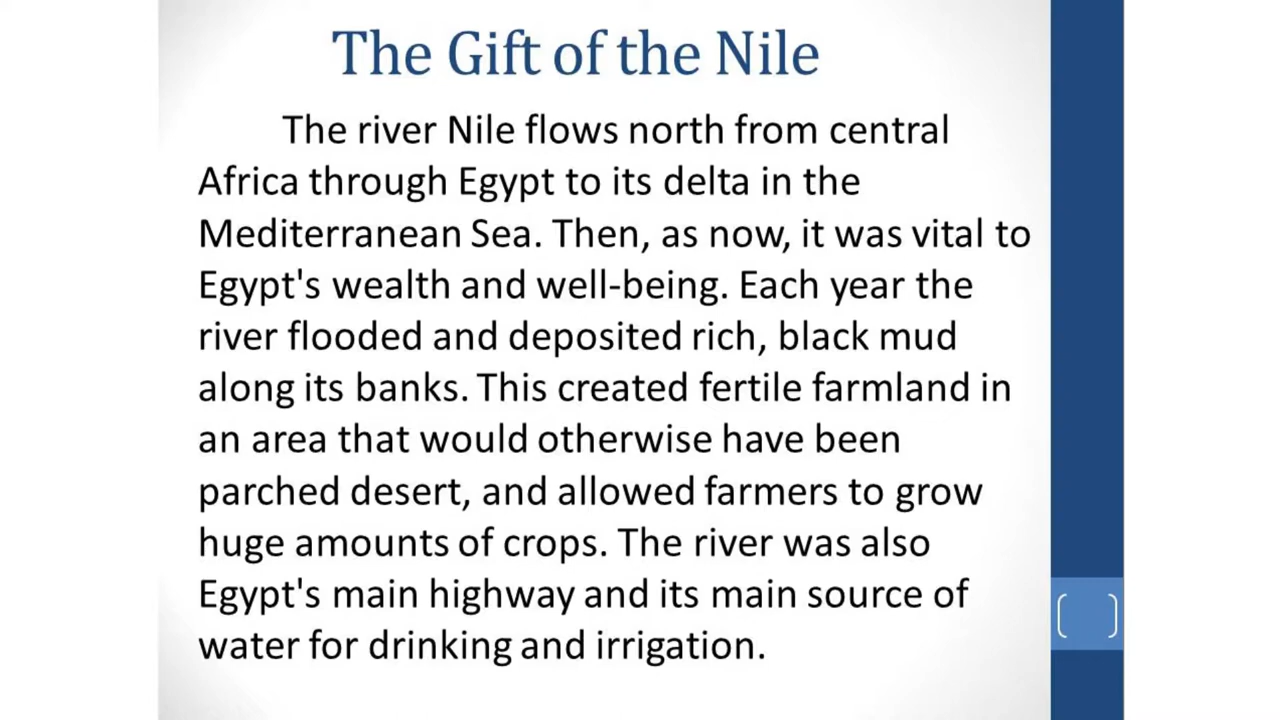 The Gift of the Nile
The river Nile flows north from central
Africa through Egypt to its delta in the
Mediterranean Sea. Then, as now, it was vital to
Egypt's wealth and well-being. Each year the
river flooded and deposited rich, black mud
along its banks. This created fertile farmland in
an area that would otherwise have been
parched desert, and allowed farmers to grow
huge amounts of crops. The river was also
Egypt's main highway and its main source of
water for drinking and irrigation.